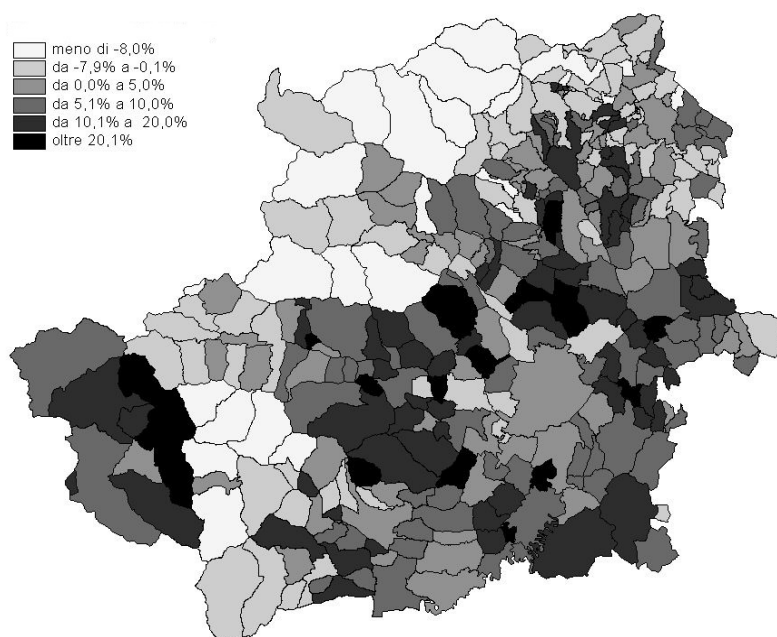 meno di -8,0%
da -7,9% a -0,1%
da 0,0% a 5,0%
da 5,1% a 10,0%
da 10,1% a 20,0%
oltre 20,1%